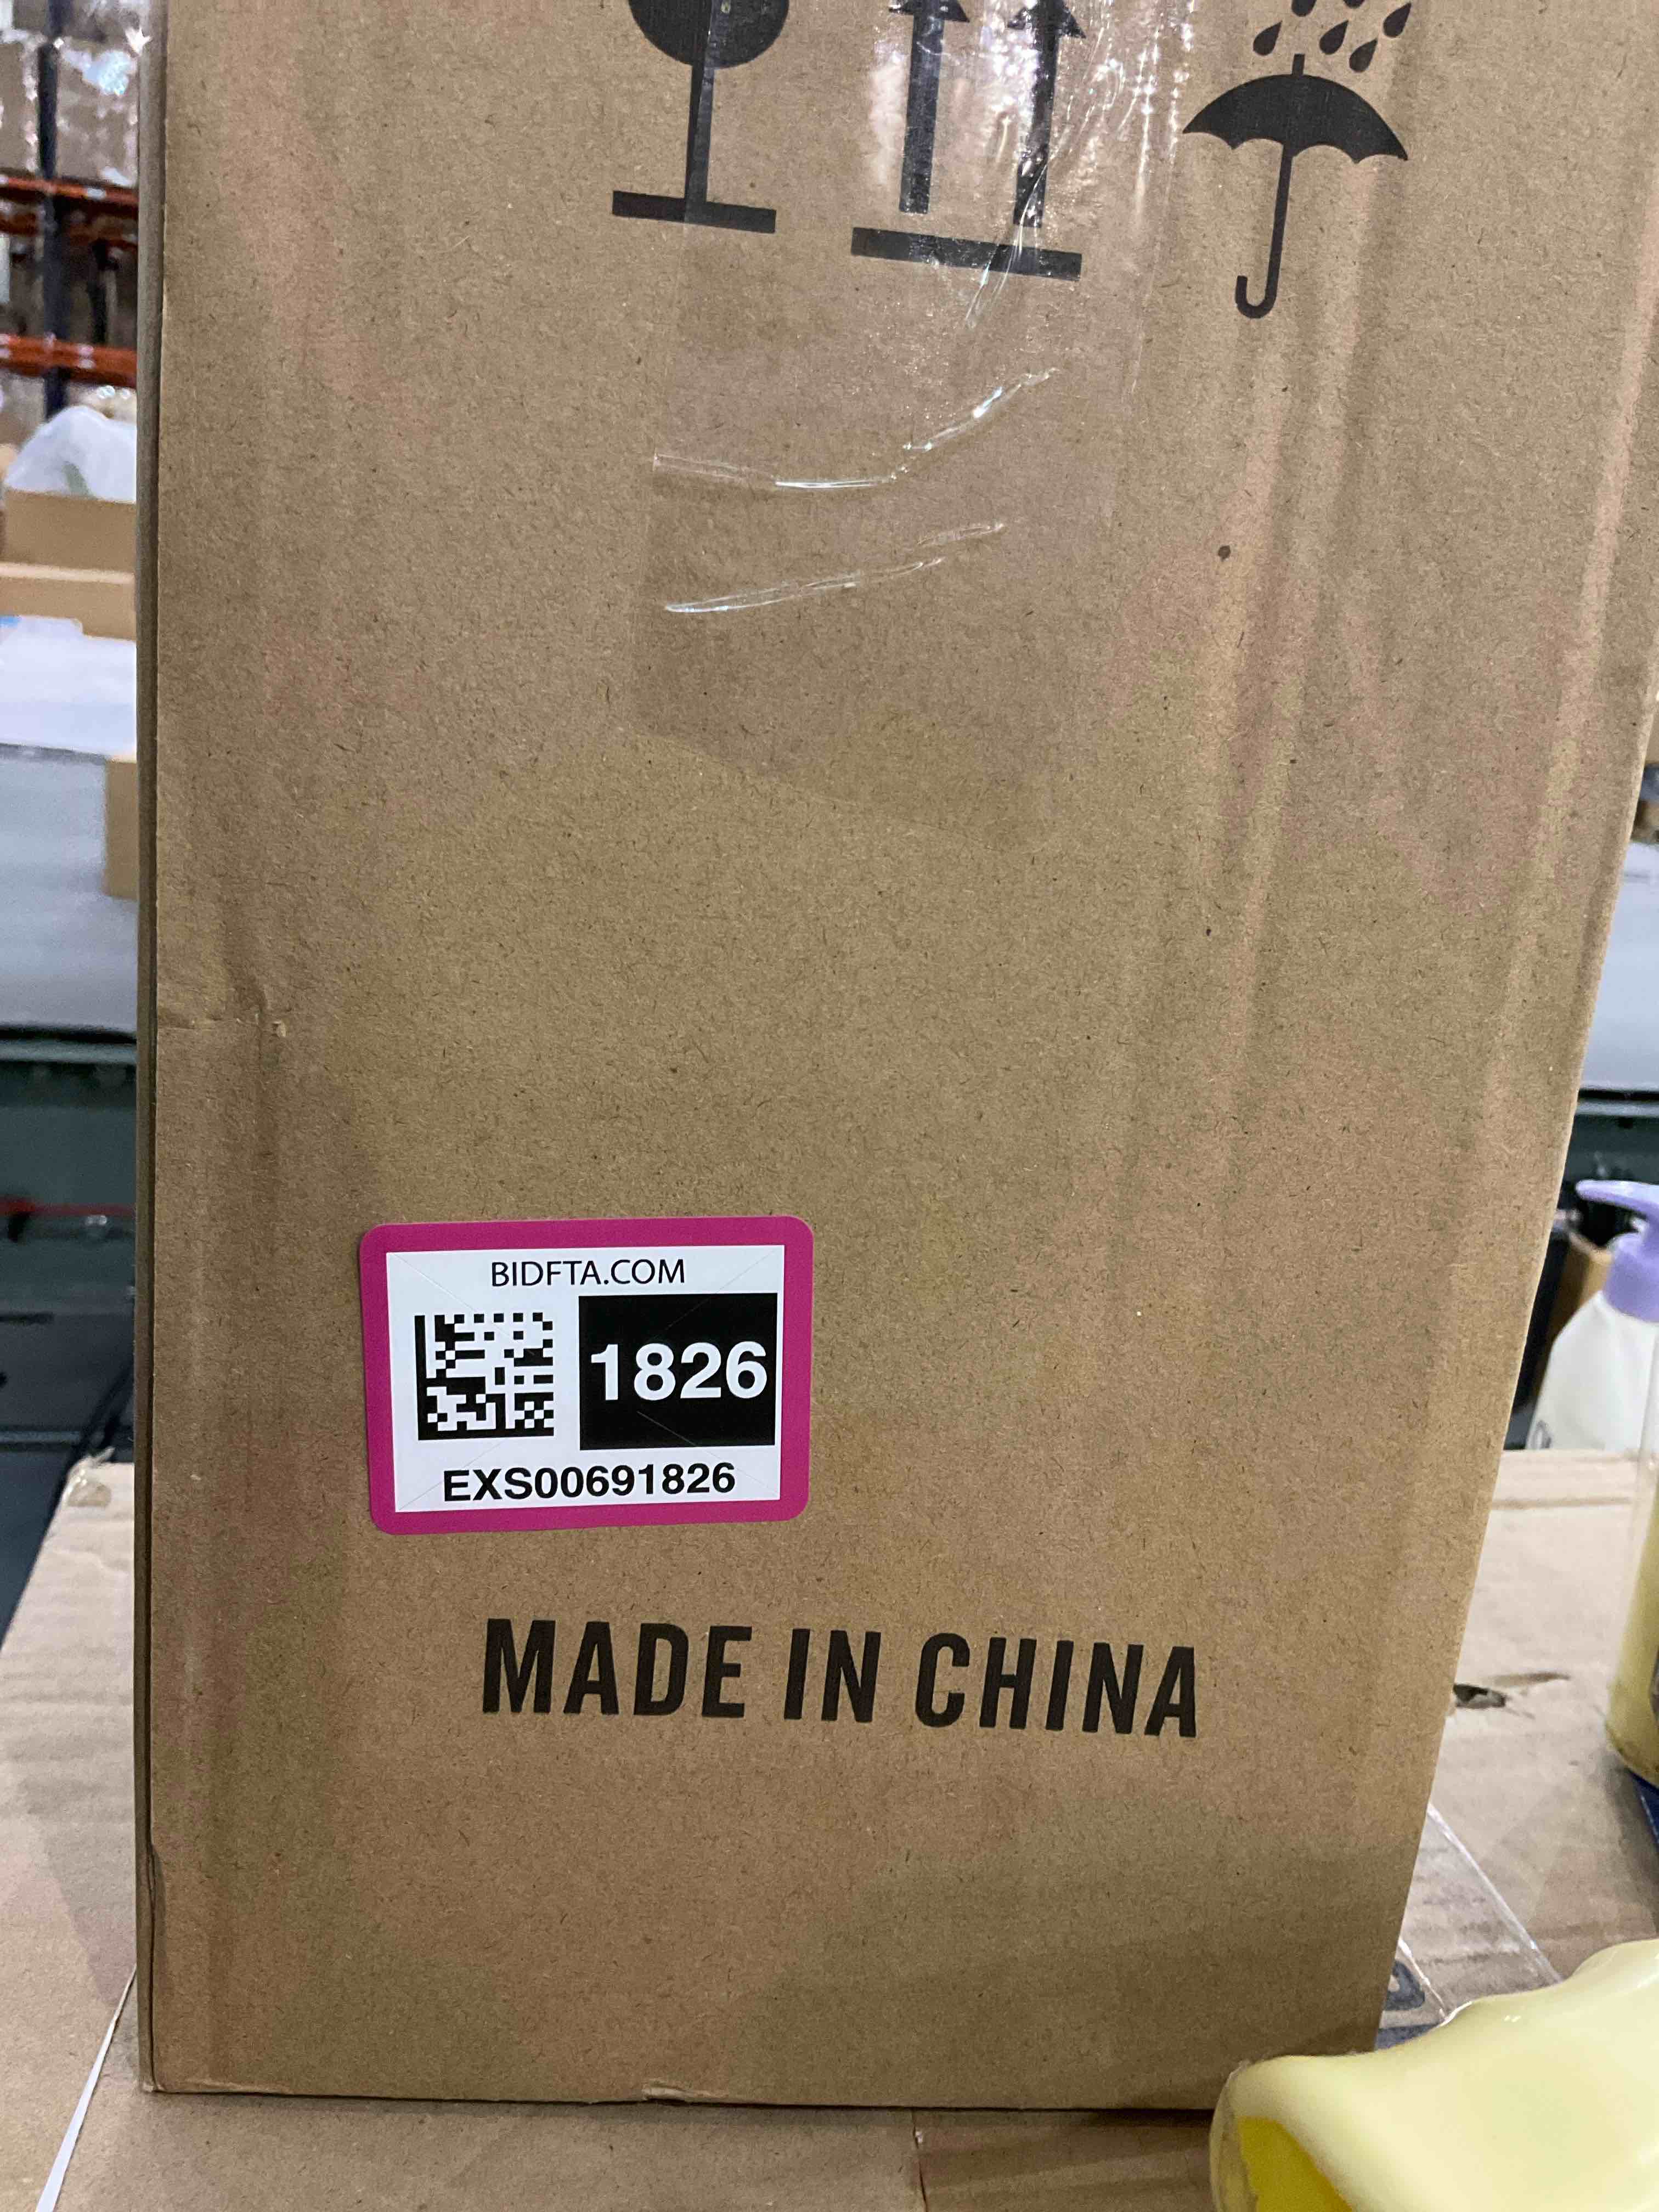 BIDFTA.COM
1826
EXS00691826
MADE IN CHINA